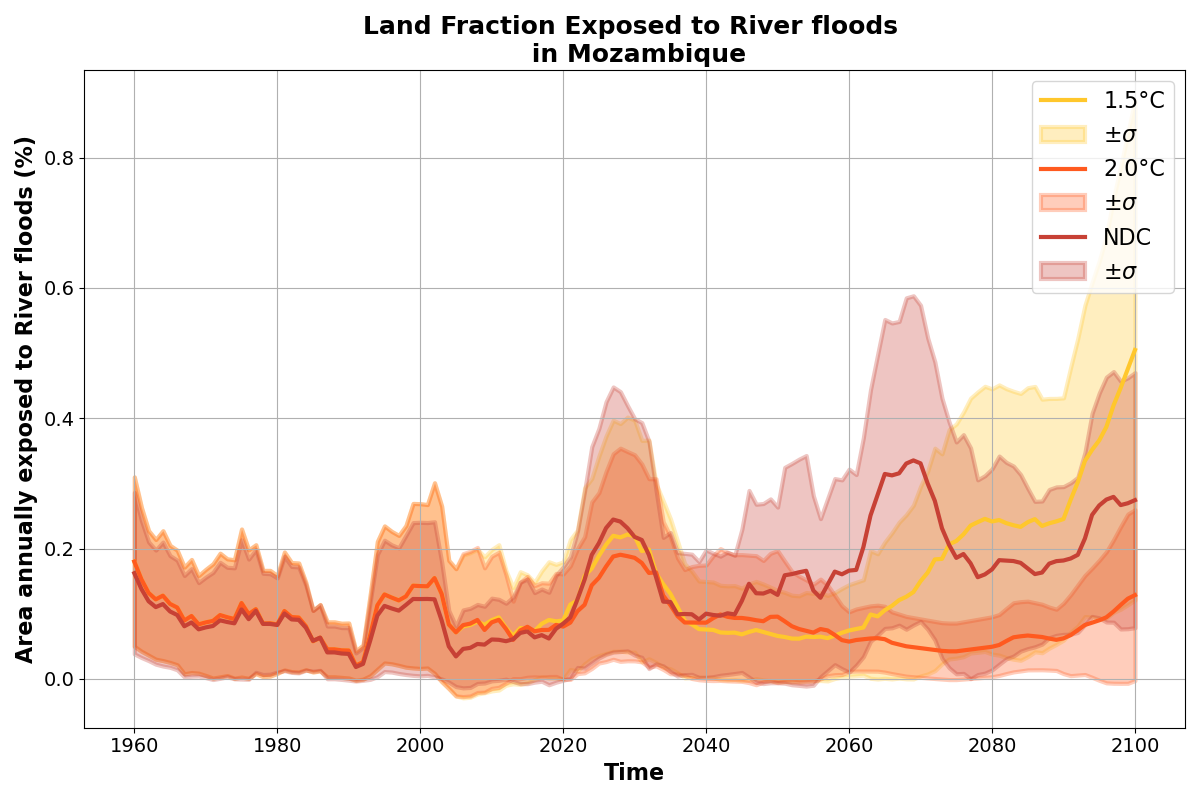 Land Fraction Exposed to River floods
in Mozambique
Area annually exposed to River floods (%)
0.8
0.6
0.4
0.2
0.0
1960 1980 2000 2020 2040 2060 2080 2100
Time
1.5°C
±σ
2.0°C
±σ
NDC
±σ